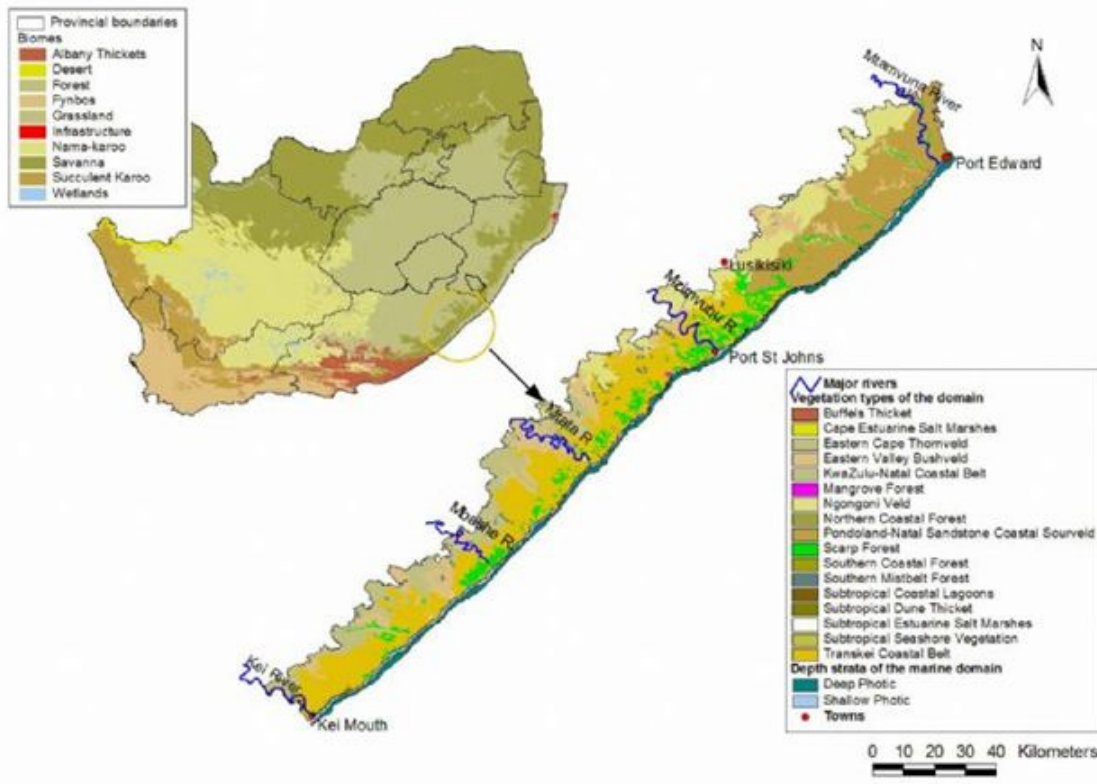 Provincial boundaries
Biomes
Albany Thickets
Desert
Forest
Fynbos
Grassland
Infrastructure
Nama-karoo
Savanna
Succulent Karoo
Wetlands
N
Mtamvuna River
Port Edward
Lusikisiki
Mzimvubu R.
Port St Johns
Mtata R
Mbashe R.
Kei River
Kei Mouth
Major rivers
Vegetation types of the domain
Buffels Thicket
Cape Estuarine Salt Marshes
Eastern Cape Thornveld
Eastern Valley Bushveld
KwaZulu-Natal Coastal Belt
Mangrove Forest
Ngongoni Veld
Northern Coastal Forest
Pondoland-Natal Sandstone Coastal Sourveld
Scarp Forest
Southern Coastal Forest
Southern Mistbelt Forest
Subtropical Coastal Lagoons
Subtropical Dune Thicket
Subtropical Estuarine Salt Marshes
Subtropical Seashore Vegetation
Transkei Coastal Belt
Depth strata of the marine domain
Deep Photic
Shallow Photic
Towns
0 10 20 30 40 Kilometers